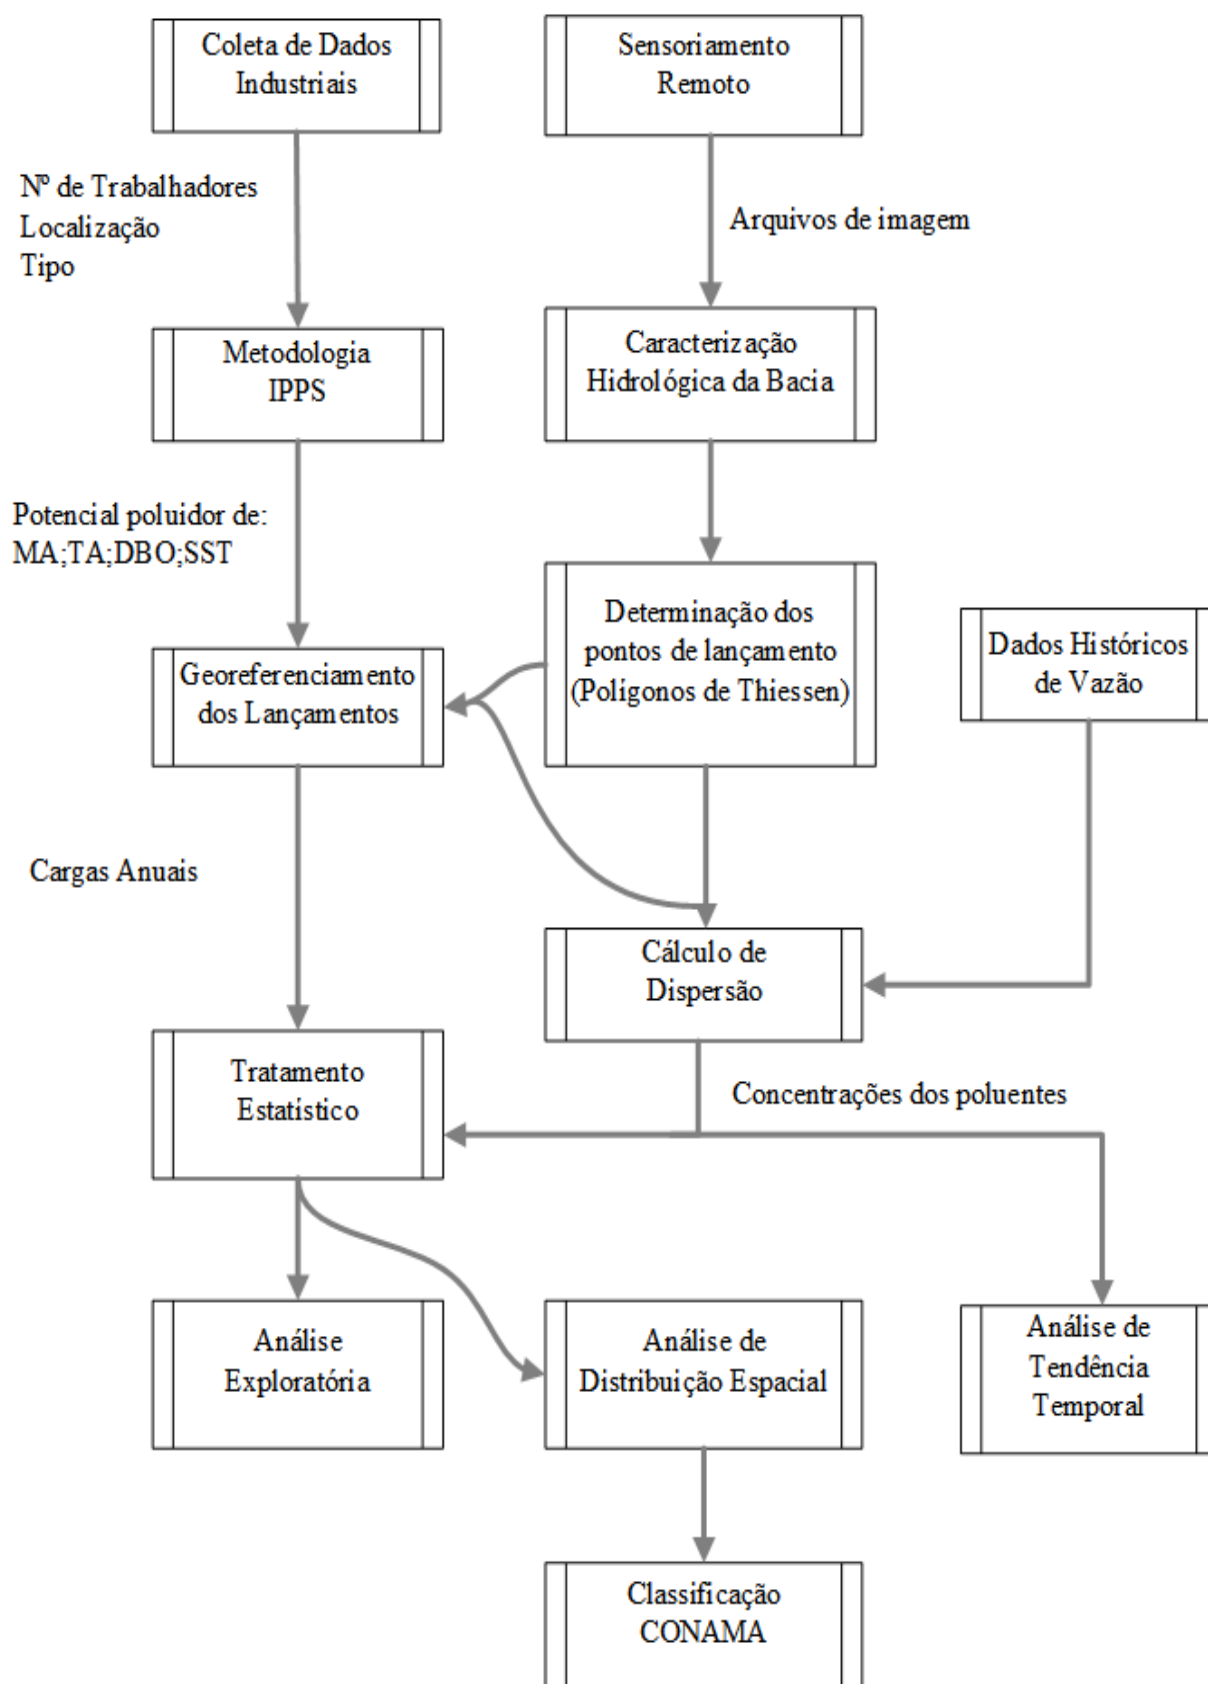 Coleta de Dados
Industriais
Sensoriamento
Remoto
Nº de Trabalhadores
Localização
Tipo
Arquivos de imagem
Metodologia
IPPS
Caracterização
Hidrológica da Bacia
Potencial poluidor de:
MA;TA;DBO;SST
Georeferenciamento
dos Lançamentos
Determinação dos
pontos de lançamento
(Polígonos de Thiessen)
Dados Históricos
de Vazão
Cargas Anuais
Cálculo de
Dispersão
Tratamento
Estatístico
Concentrações dos poluentes
Análise
Exploratória
Análise de
Distribuição Espacial
Análise de
Tendência
Temporal
Classificação
CONAMA